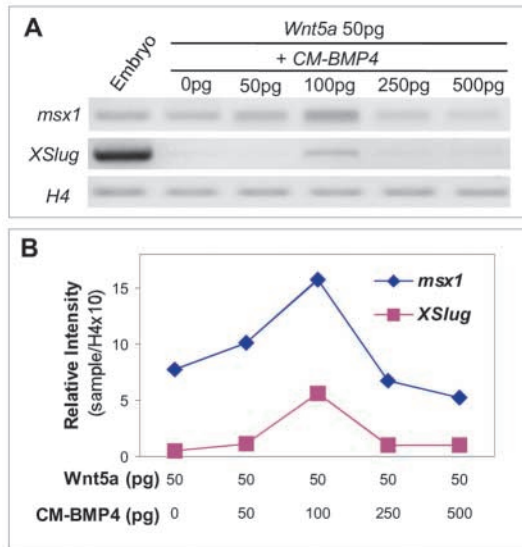 A
Wnt5a 50pg
Embryo
+ CM-BMP4
0pg 50pg 100pg 250pg 500pg
msx1
XSlug
H4
B
15
10
5
0
Relative Intensity
(sample/H4x10)
msx1
XSlug
Wnt5a (pg) 50 50 50 50 50
CM-BMP4 (pg) 0 50 100 250 500